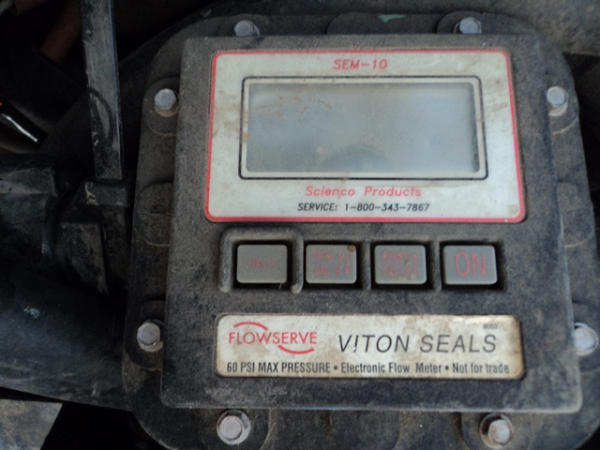 SEM-10
Scienco Products
SERVICE: 1-800-343-7867
ON
FLOWSERVE
V!TON SEALS
60 PSI MAX PRESSURE • Electronic Flow Meter • Not for trade